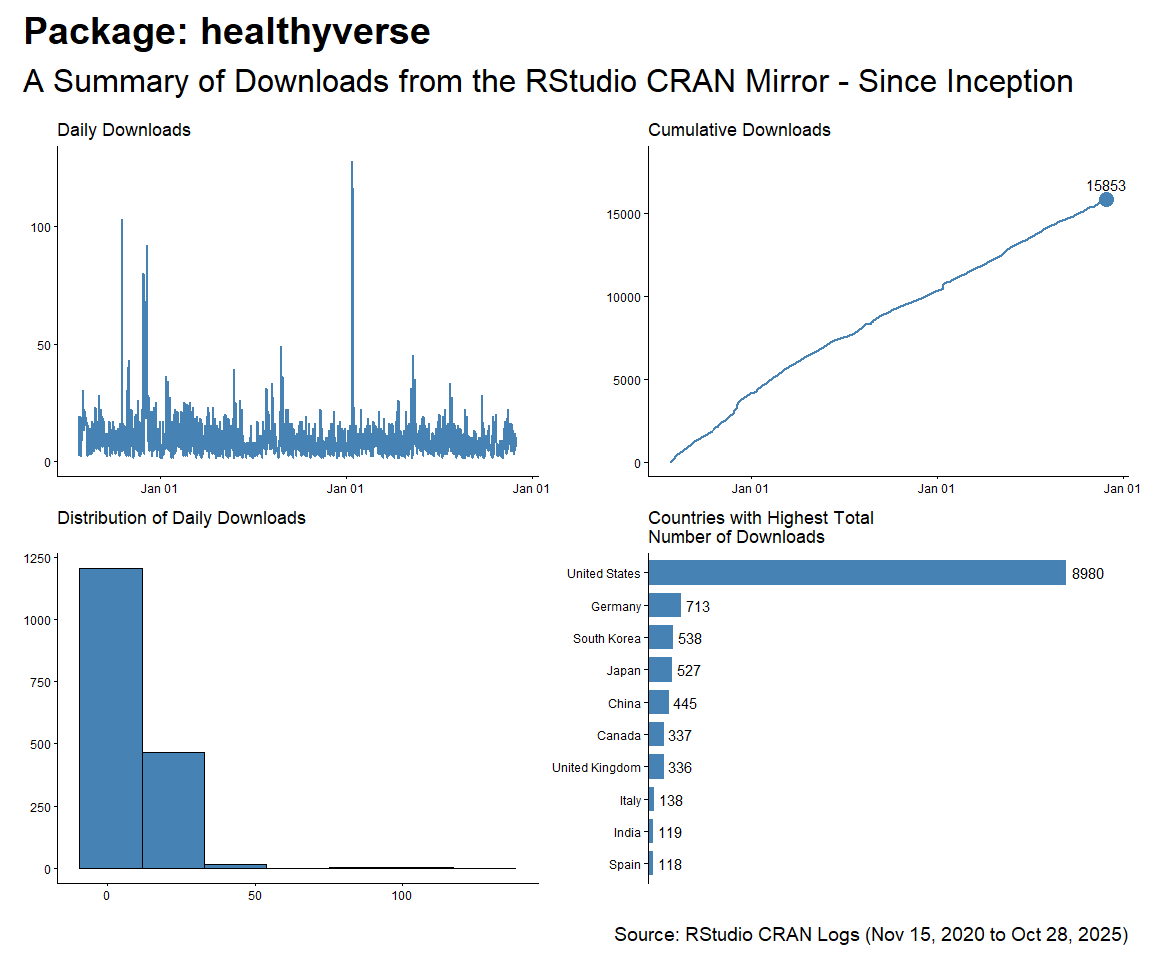 Package: healthyverse
A Summary of Downloads from the RStudio CRAN Mirror - Since Inception
Daily Downloads
100
50
0
Jan 01
Jan 01
Jan 01
Cumulative Downloads
15853
15000
10000
5000
0
Jan 01
Jan 01
Jan 01
Distribution of Daily Downloads
1250
1000
750
500
250
0
0
50
100
Countries with Highest Total
Number of Downloads
United States 8980
Germany 713
South Korea 538
Japan 527
China 445
Canada 337
United Kingdom 336
Italy 138
India 119
Spain 118
Source: RStudio CRAN Logs (Nov 15, 2020 to Oct 28, 2025)